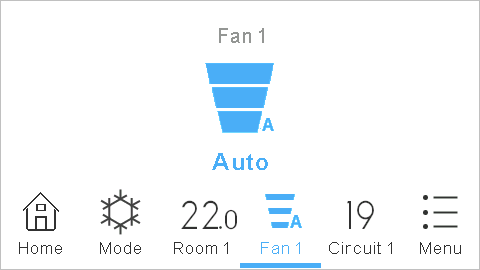 Fan 1
A
Auto
22.0 A 19
Home Mode Room 1 Fan 1 Circuit 1 Menu